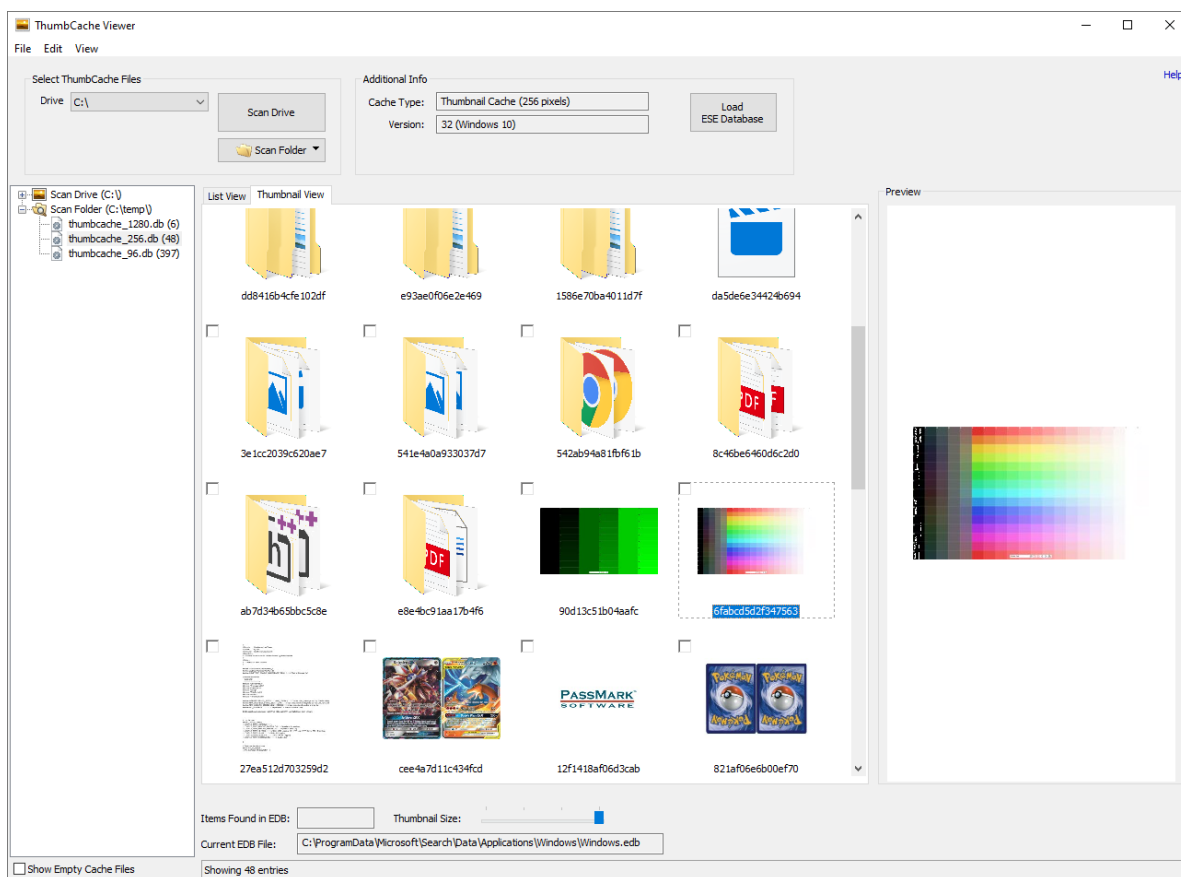 ThumbCache Viewer
File Edit View
Select ThumbCache Files
Drive C:\
Scan Drive
Scan Folder
Additional Info
Cache Type: Thumbnail Cache (256 pixels)
Version: 32 (Windows 10)
Load
ESE Database
Help
Scan Drive (C:\)
Scan Folder (C:\temp\)
thumbcache_1280.db (6)
thumbcache_256.db (48)
thumbcache_96.db (397)
List View Thumbnail View
Preview
dd8416b4cfe102df e93ae0f06e2e469 1586e70ba4011d7f da5de6e34424b694
PDF
3e1cc2039c620ae7 541e4a0a933037d7 542ab94a81fbf61b 8c46be6460d6c2d0
h ++
PDF
ab7d34b65bbc5c8e e8e4bc91aa17b4f6 90d13c51b04aafc 6fabcd5d2f347563
PASSMARK
SOFTWARE
27ea512d703259d2 cee4a7d11c434fcd 12f1418af06d3cab 821af06e6b00ef70
Items Found in EDB: Thumbnail Size:
Current EDB File: C:\ProgramData\Microsoft\Search\Data\Applications\Windows\Windows.edb
Show Empty Cache Files
Showing 48 entries